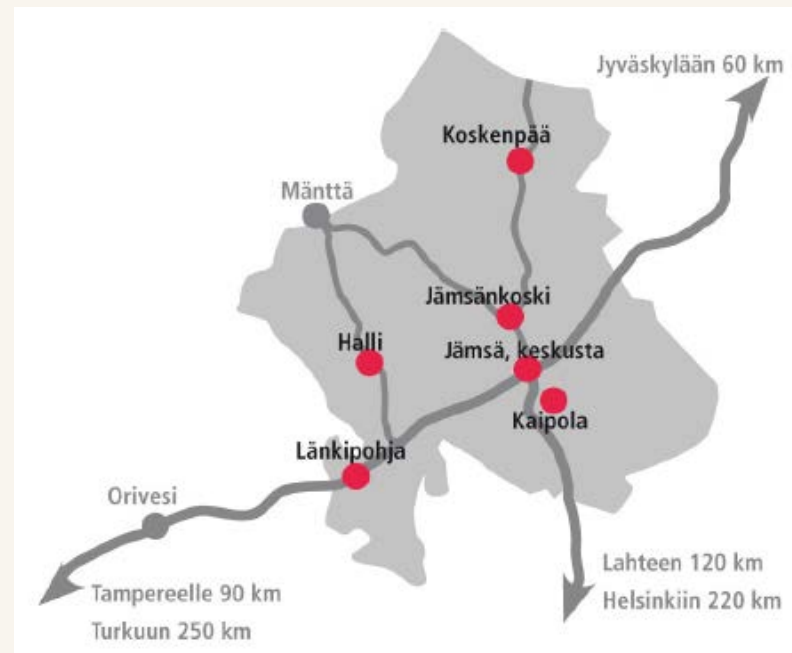 Jyväskylään 60 km
Koskenpää
Mänttä
Jämsänkoski
Halli
Jämsä, keskusta
Kaipola
Länkipohja
Orivesi
Tampereelle 90 km
Turkuun 250 km
Lahteen 120 km
Helsinkiin 220 km